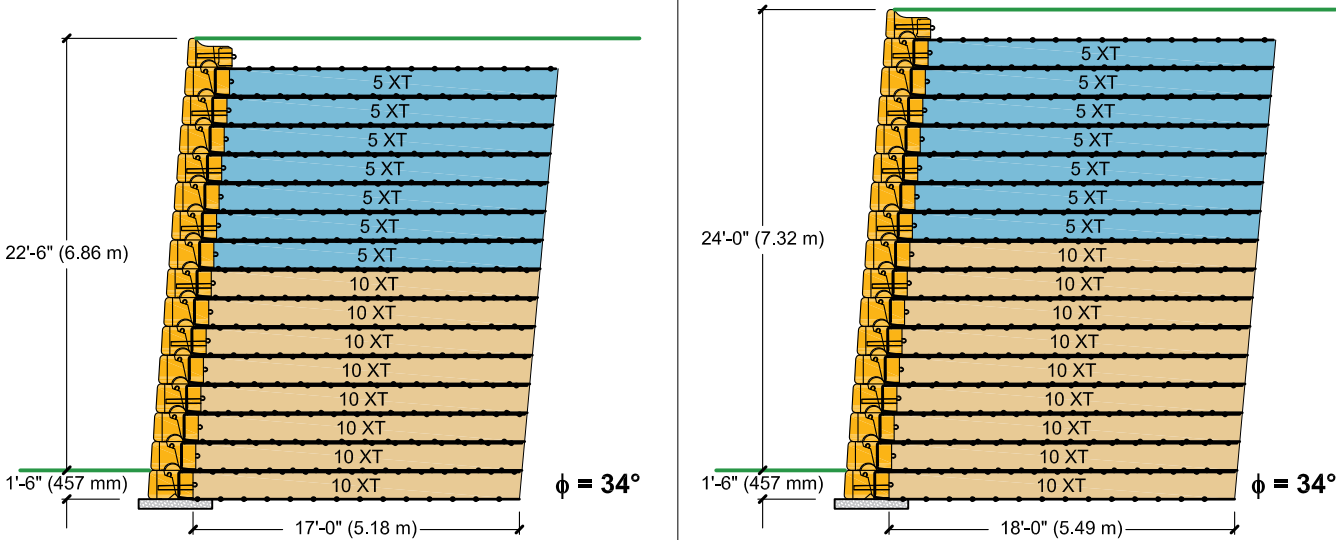 5 XT
5 XT
5 XT
5 XT
5 XT
5 XT
5 XT
22'-6" (6.86 m)
10 XT
10 XT
10 XT
10 XT
10 XT
10 XT
10 XT
10 XT
1'-6" (457 mm)
ϕ = 34°
17'-0" (5.18 m)
5 XT
5 XT
5 XT
5 XT
5 XT
5 XT
5 XT
24'-0" (7.32 m)
10 XT
10 XT
10 XT
10 XT
10 XT
10 XT
10 XT
10 XT
10 XT
1'-6" (457 mm)
ϕ = 34°
18'-0" (5.49 m)